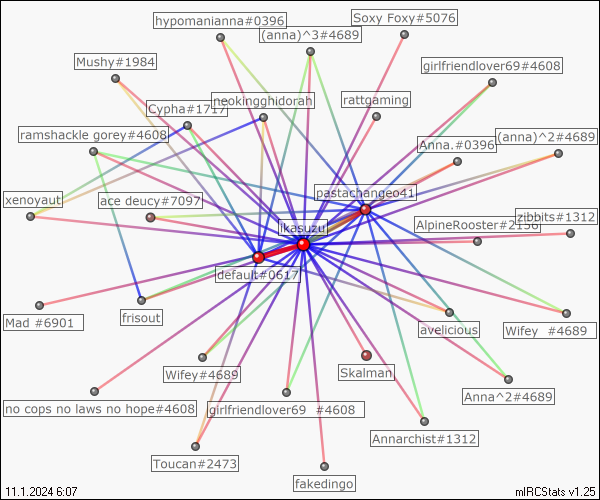 hypomanianna#0396
Soxy Foxy#5076
(anna)^3#4689
Mushy#1984
girlfriendlover69#4608
neokingghidorah
rattgaming
Cypha#1717
ramshackle gorey#4608
(anna)^2#4689
Anna.#0396
pastachangeo41
xenoyaut
ace deucy#7097
zibbits#1312
AlpineRooster#2156
ikasuzu
default#0617
Mad #6901
frisout
avelicious
Wifey #4689
Wifey#4689
Skalman
Anna^2#4689
no cops no laws no hope#4608
girlfriendlover69 #4608
Annarchist#1312
Toucan#2473
fakedingo
11.1.2024 6:07
mIRCStats v1.25